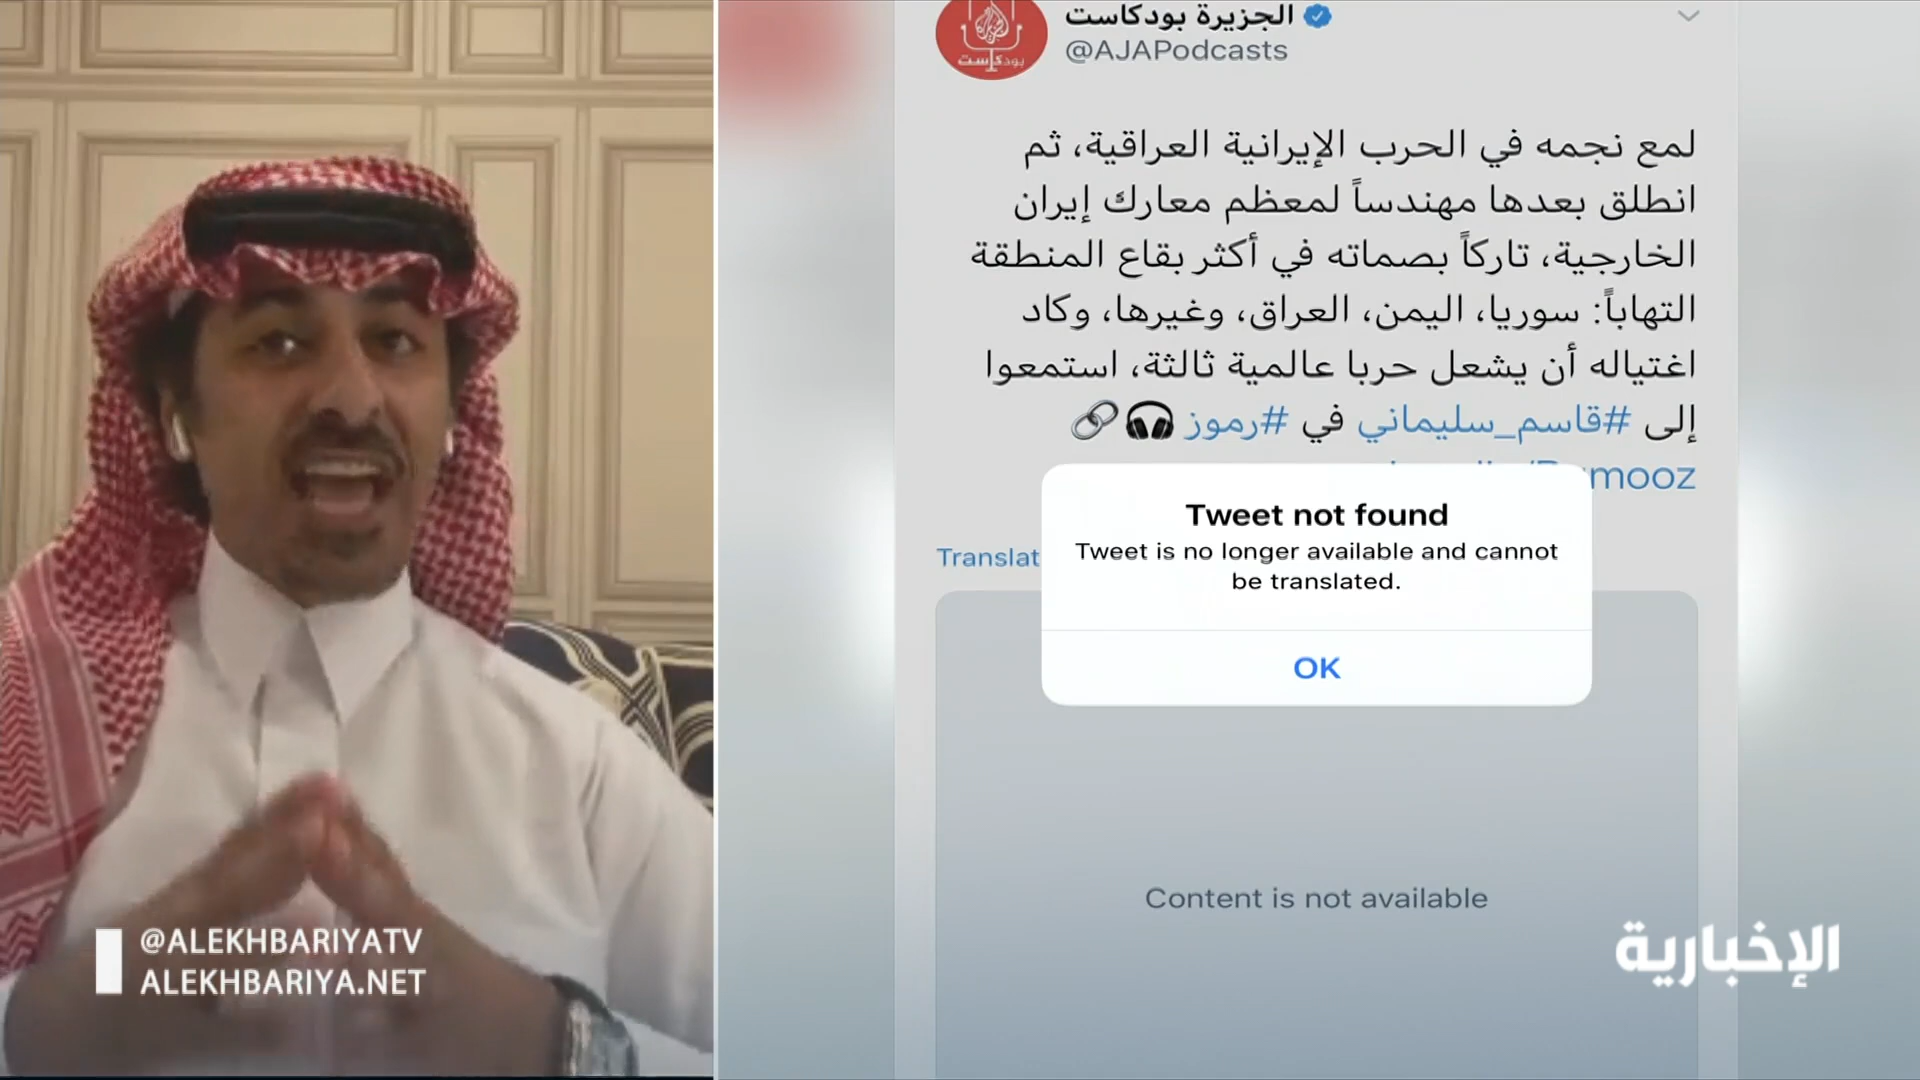 الجزيرة بودكاست
@AJAPodcasts
بودكاست
لمع نجمه في الحرب الإيرانية العراقية، ثم
انطلق بعدها مهندساً لمعظم معارك إيران
الخارجية، تاركاً بصماته في أكثر بقاع المنطقة
التهاباً: سوريا، اليمن، العراق، وغيرها، وكاد
اغتياله أن يشعل حربا عالمية ثالثة، استمعوا
إلى #قاسم_سليماني في #رموز 🎧🔗
mooz
Tweet not found
Tweet is no longer available and cannot
be translated.
OK
Translat
Content is not available
@ALEKHBARIYATV
ALEKHBARIYA.NET
الإخبارية